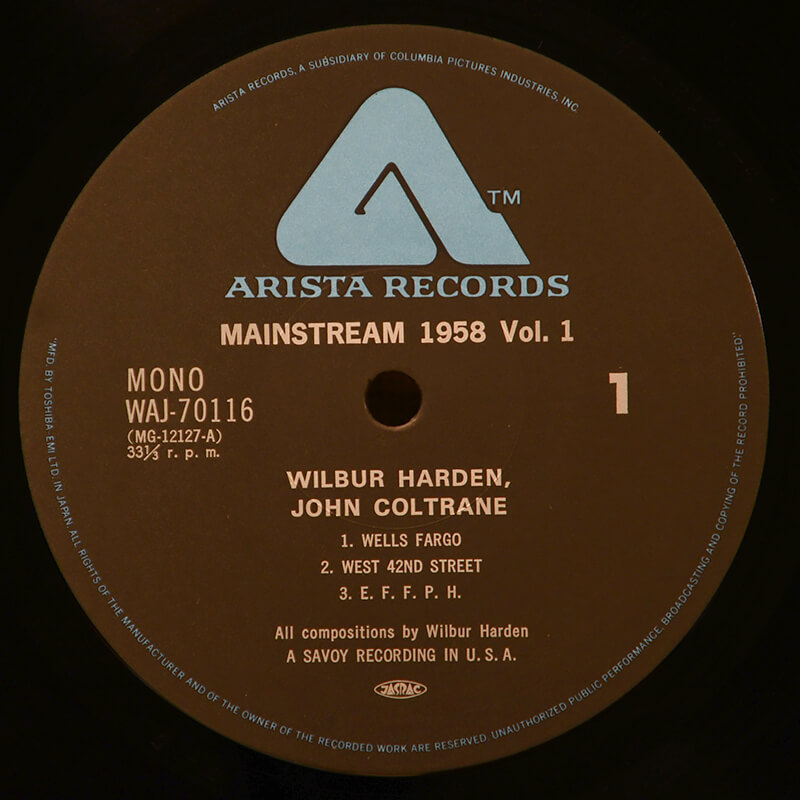 ARISTA RECORDS, A SUBSIDIARY OF COLUMBIA PICTURES INDUSTRIES, INC.
TM
ARISTA RECORDS
MAINSTREAM 1958 Vol. 1
MONO
WAJ-70116
(MG-12127-A)
33⅓ r. p. m.
1
WILBUR HARDEN,
JOHN COLTRANE
1. WELLS FARGO
2. WEST 42ND STREET
3. E. F. F. P. H.
All compositions by Wilbur Harden
A SAVOY RECORDING IN U. S. A.
JASRAC
"MFD. BY TOSHIBA EMI LTD. IN JAPAN. ALL RIGHTS OF THE MANUFACTURER AND OF THE OWNER OF THE RECORDED WORK ARE RESERVED. UNAUTHORIZED PUBLIC PERFORMANCE, BROADCASTING AND COPYING OF THE RECORD PROHIBITED."